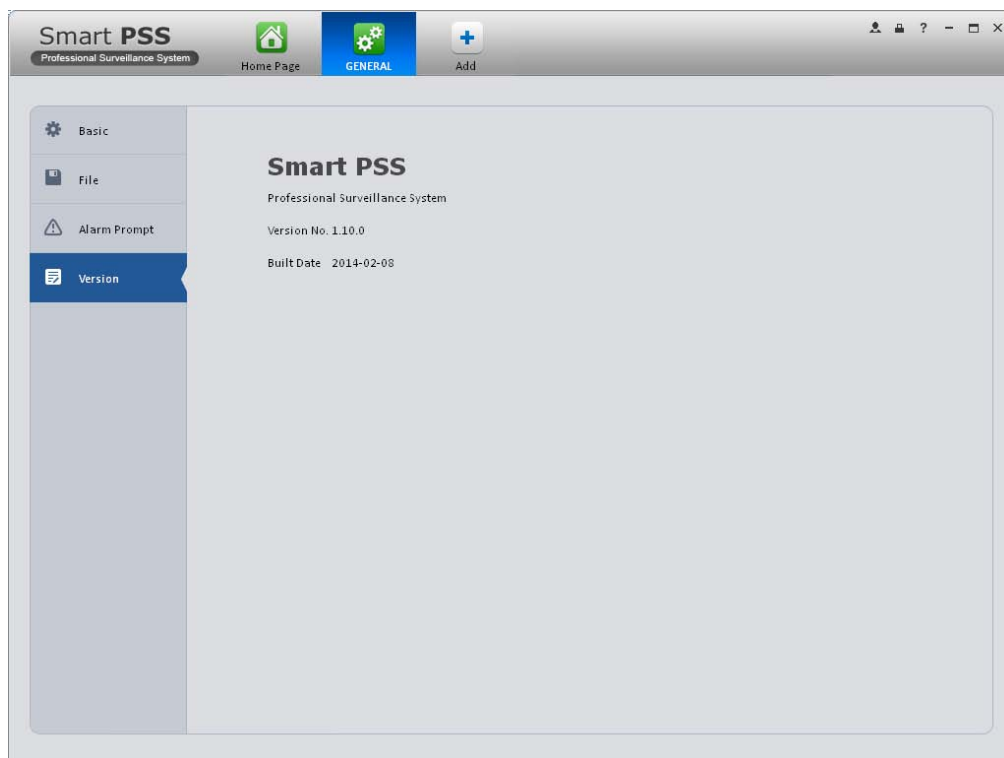 Smart PSS
Professional Surveillance System
Home Page
GENERAL
Add
?
Basic
File
Alarm Prompt
Version
Smart PSS
Professional Surveillance System
Version No. 1.10.0
Built Date 2014-02-08